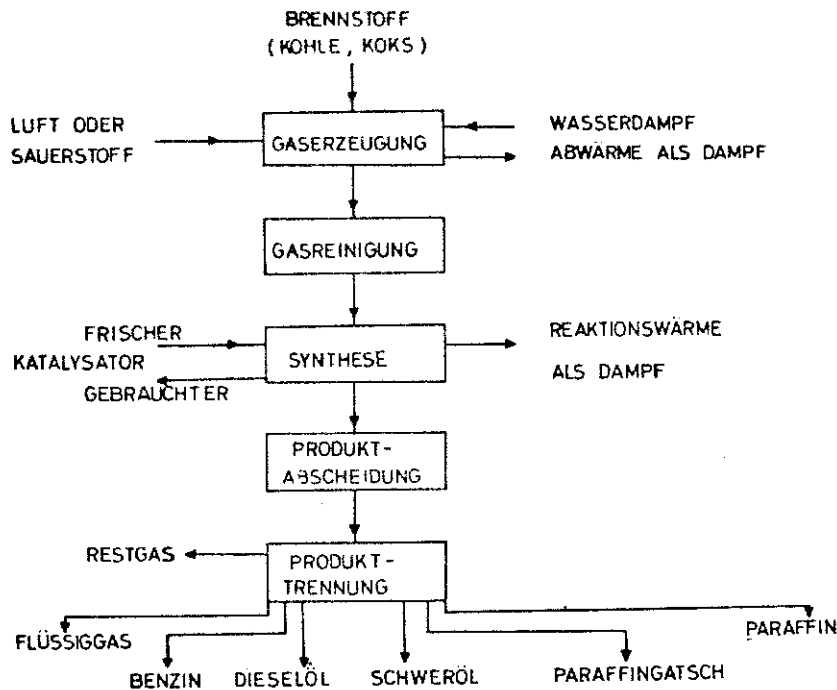 BRENNSTOFF
(KOHLE, KOKS)
LUFT ODER
SAUERSTOFF
GASERZEUGUNG
WASSERDAMPF
ABWÄRME ALS DAMPF
GASREINIGUNG
FRISCHER
KATALYSATOR
GEBRAUCHTER
SYNTHESE
REAKTIONSWÄRME
ALS DAMPF
PRODUKT-
ABSCHEIDUNG
RESTGAS
PRODUKT-
TRENNUNG
FLÜSSIGGAS
BENZIN
DIESELÖL
SCHWERÖL
PARAFFINGATSCH
PARAFFIN